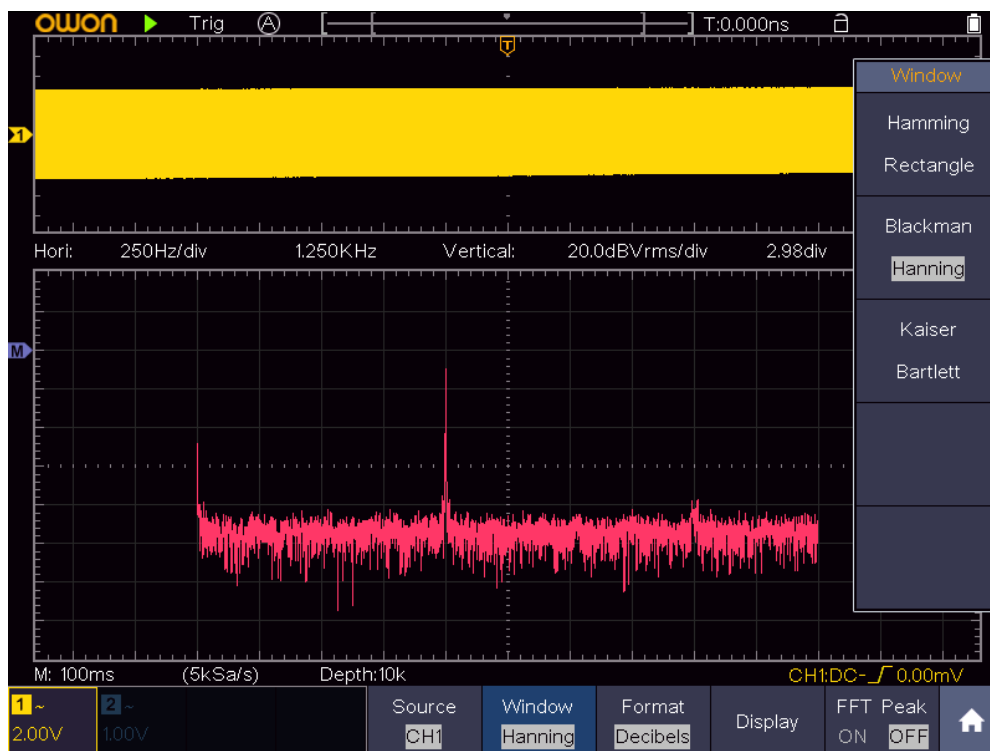 owon Trig A T:0.000ns
T
Window
Hamming
1
Rectangle
Blackman
Hori: 250Hz/div 1.250KHz Vertical: 20.0dBVrms/div 2.98div
Hanning
Kaiser
M
Bartlett
M: 100ms (5kSa/s) Depth:10k CH1:DC- 0.00mV
1 ~ 2 ~ Source Window Format Display FFT Peak
2.00V 1.00V CH1 Hanning Decibels ON OFF